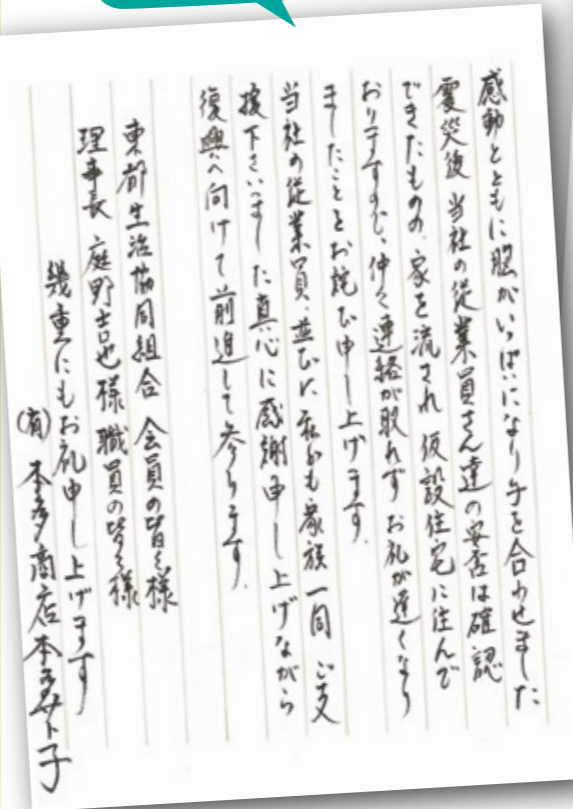 感動とともに胸がいっぱいになり手を合わせました
震災後 当社の従業員さん達の安否は確認
できたものの、家を流され 仮設住宅に住んで
おりますので、仲々連絡が取れず お礼が遅くなり
ましたことをお詫び申し上げます。
当社の従業員、並びに私ども家族一同 ご支
援下さいました真心に感謝申し上げながら
復興へ向けて前進して参ります。
東都生活協同組合 会員の皆々様
理事長 庭野吉也様 職員の皆々様
幾重にもお礼申し上げます
(有) 本多商店 本多サト子